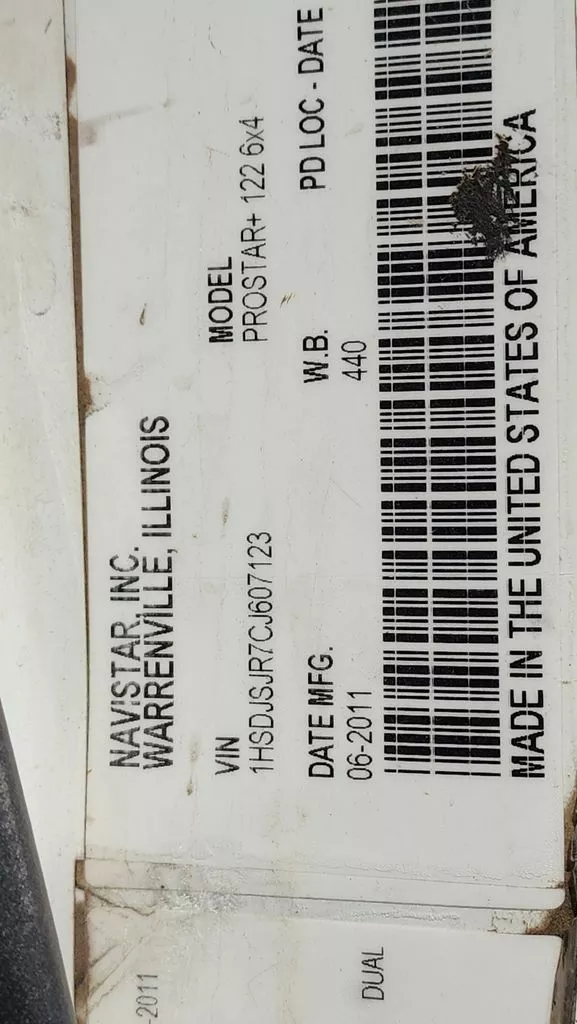 NAVISTAR, INC.
WARRENVILLE, ILLINOIS
VIN
1HSDJSJR7CJ607123
MODEL
PROSTAR+ 122 6x4
DATE MFG.
06-2011
W.B.
440
PD LOC - DATE
MADE IN THE UNITED STATES OF AMERICA
-2011
DUAL